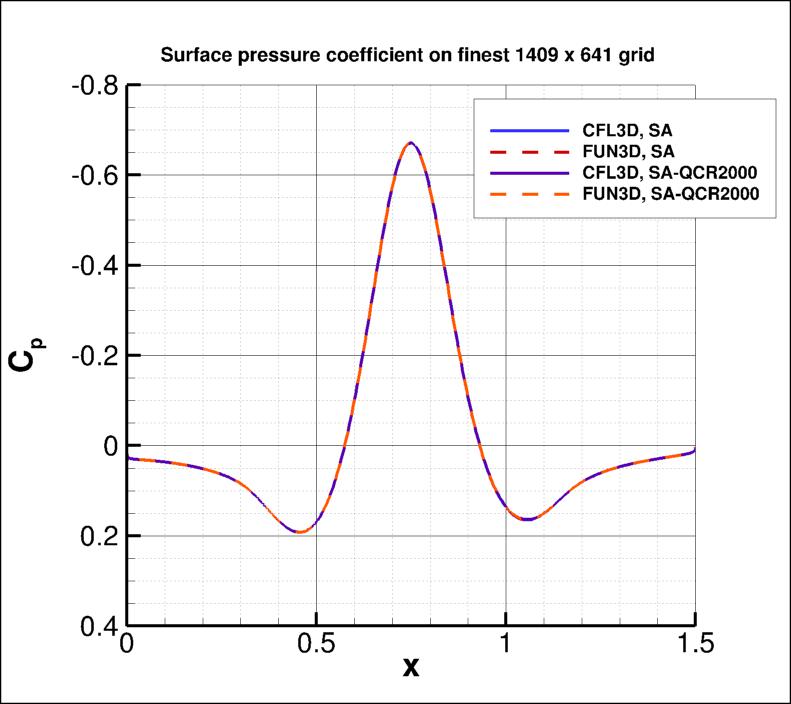 Surface pressure coefficient on finest 1409 x 641 grid
-0.8
CFL3D, SA
FUN3D, SA
CFL3D, SA-QCR2000
FUN3D, SA-QCR2000
-0.6
-0.4
-0.2
Cp
0
0.2
0.4
0
0.5
1
1.5
x